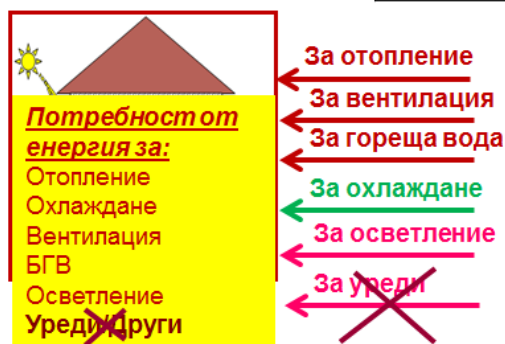 Потребност от
енергия за:
Отопление
Охлаждане
Вентилация
БГВ
Осветление
Уреди/Други
За отопление
За вентилация
За гореща вода
За охлаждане
За осветление
За уреди